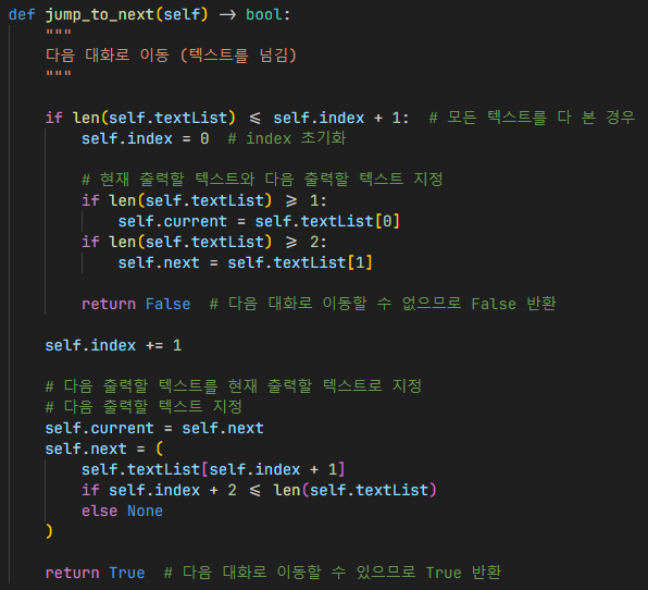 def jump_to_next(self) -> bool:
    """
    다음 대화로 이동 (텍스트를 넘김)
    """

    if len(self.textList) <= self.index + 1:  # 모든 텍스트를 다 본 경우
        self.index = 0  # index 초기화

        # 현재 출력할 텍스트와 다음 출력할 텍스트 지정
        if len(self.textList) >= 1:
            self.current = self.textList[0]
        if len(self.textList) >= 2:
            self.next = self.textList[1]

        return False  # 다음 대화로 이동할 수 없으므로 False 반환

    self.index += 1

    # 다음 출력할 텍스트를 현재 출력할 텍스트로 지정
    # 다음 출력할 텍스트 지정
    self.current = self.next
    self.next = (
        self.textList[self.index + 1]
        if self.index + 2 <= len(self.textList)
        else None
    )

    return True  # 다음 대화로 이동할 수 있으므로 True 반환